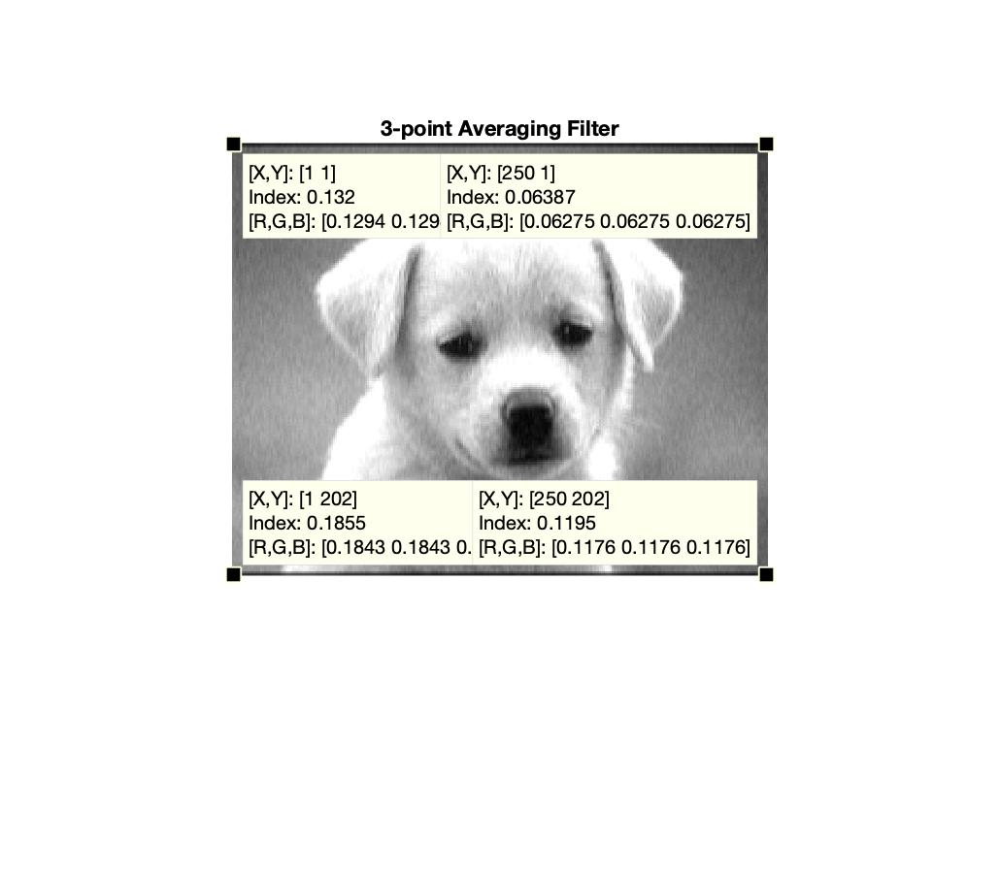 3-point Averaging Filter
[X,Y]: [1 1]
Index: 0.132
[R,G,B]: [0.1294 0.129
[X,Y]: [250 1]
Index: 0.06387
[R,G,B]: [0.06275 0.06275 0.06275]
[X,Y]: [1 202]
Index: 0.1855
[R,G,B]: [0.1843 0.1843 0.
[X,Y]: [250 202]
Index: 0.1195
[R,G,B]: [0.1176 0.1176 0.1176]